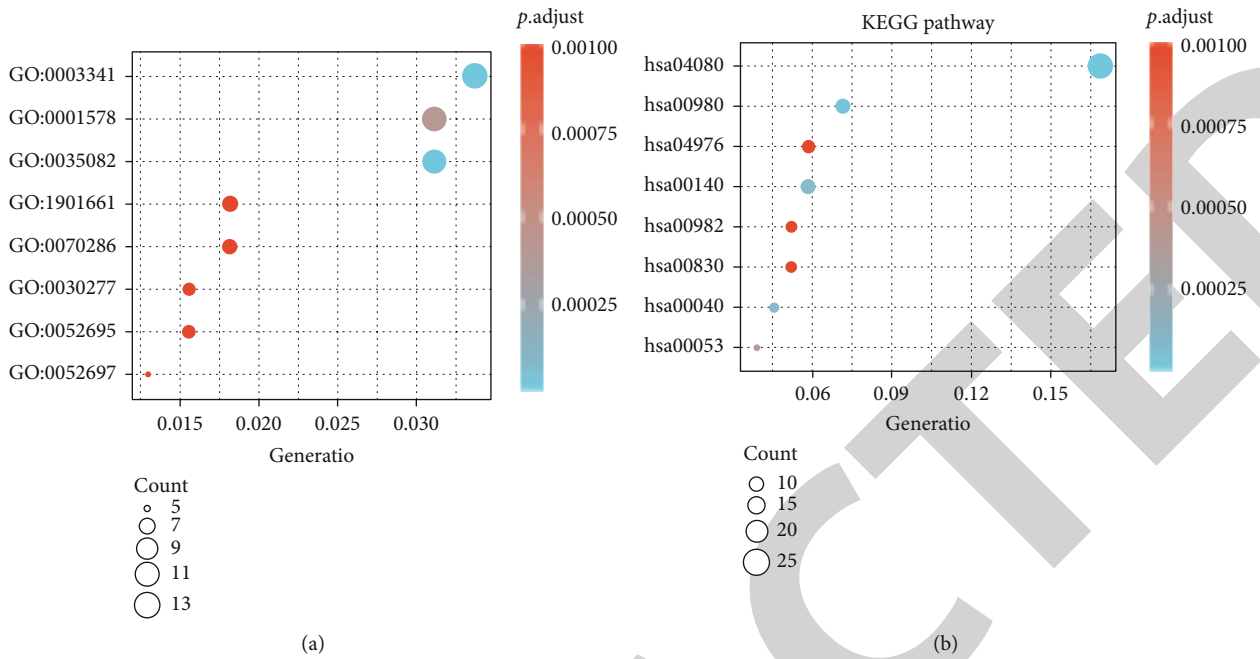 p.adjust
0.00100
0.00075
0.00050
0.00025
GO:0003341
GO:0001578
GO:0035082
GO:1901661
GO:0070286
GO:0030277
GO:0052695
GO:0052697
0.015 0.020 0.025 0.030
Generatio
Count
5
7
9
11
13
(a)
KEGG pathway
p.adjust
0.00100
0.00075
0.00050
0.00025
hsa04080
hsa00980
hsa04976
hsa00140
hsa00982
hsa00830
hsa00040
hsa00053
0.06 0.09 0.12 0.15
Generatio
Count
10
15
20
25
(b)
CTED